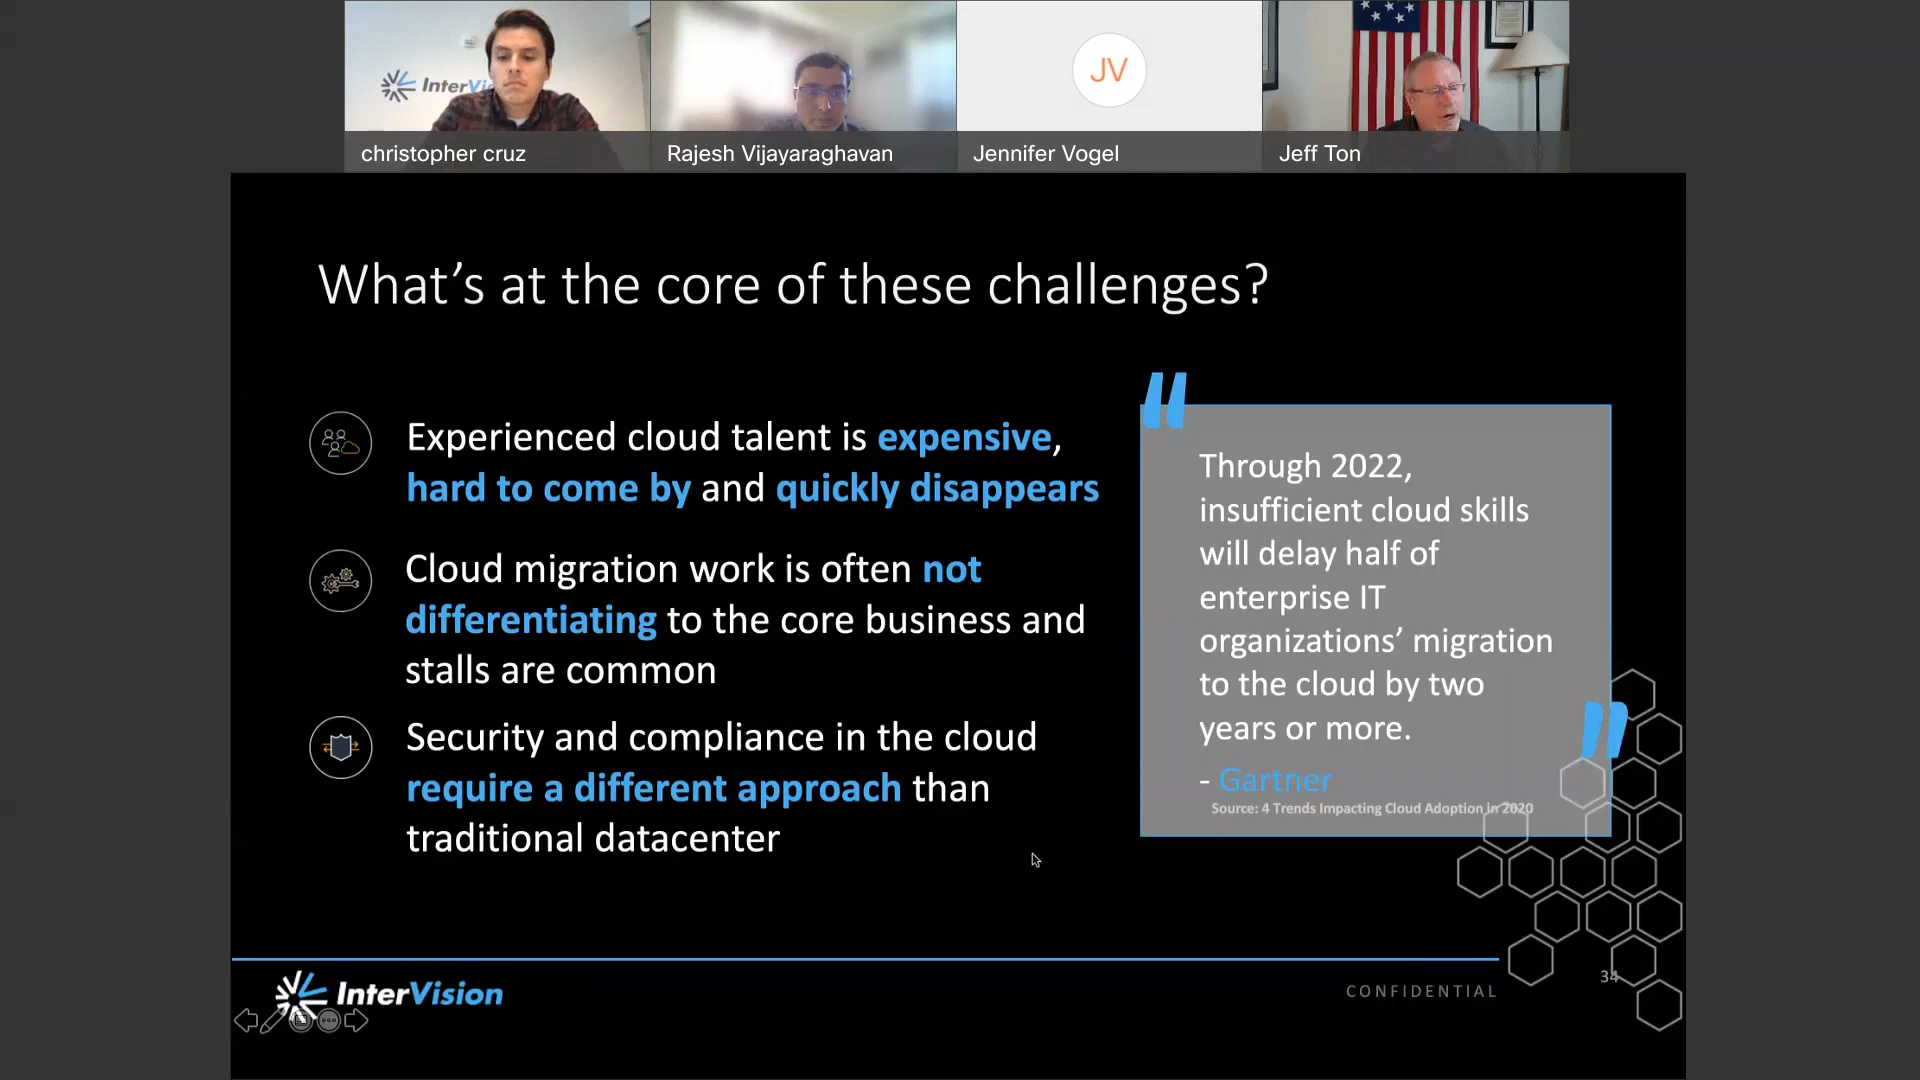 InterVi
JV
christopher cruz
Rajesh Vijayaraghavan
Jennifer Vogel
Jeff Ton
What's at the core of these challenges?
Experienced cloud talent is expensive,
hard to come by and quickly disappears
Cloud migration work is often not
differentiating to the core business and
stalls are common
Security and compliance in the cloud
require a different approach than
traditional datacenter
“
Through 2022,
insufficient cloud skills
will delay half of
enterprise IT
organizations’ migration
to the cloud by two
years or more.
”
- Gartner
Source: 4 Trends Impacting Cloud Adoption in 2020
InterVision
CONFIDENTIAL
34